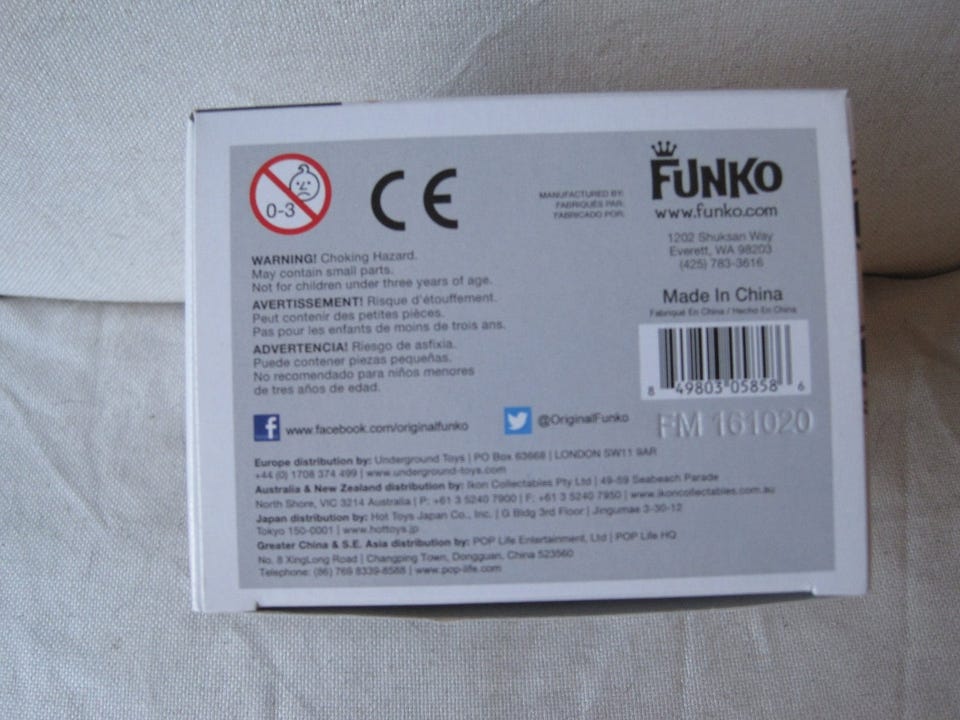 0-3
CE
MANUFACTURED BY:
FABRIQUÉS PAR:
FABRICADO POR:
FUNKO
www.funko.com
1202 Shuksan Way
Everett, WA 98203
(425) 783-3616
Made In China
Fabriqué En China / Hecho En China
8 49803 05858 6
FM 161020
WARNING! Choking Hazard.
May contain small parts.
Not for children under three years of age.
AVERTISSEMENT! Risque d'étouffement.
Peut contenir des petites pièces.
Pas pour les enfants de moins de trois ans.
ADVERTENCIA! Riesgo de asfixia.
Puede contener piezas pequeñas.
No recomendado para niños menores
de tres años de edad.
f www.facebook.com/originalfunko
@OriginalFunko
Europe distribution by: Underground Toys | PO Box 63668 | LONDON SW11 9AR
+44 (0) 1708 374 499 | www.underground-toys.com
Australia & New Zealand distribution by: Ikon Collectables Pty Ltd | 49-59 Seabeach Parade
North Shore, VIC 3214 Australia | P: +61 3 5240 7900 | F: +61 3 5240 7950 | www.ikoncollectables.com.au
Japan distribution by: Hot Toys Japan Co., Inc. | G Bldg 3rd Floor | Jingumae 3-30-12
Tokyo 150-0001 | www.hottoys.jp
Greater China & S.E. Asia distribution by: POP Life Entertainment, Ltd | POP Life HQ
No. 8 XingLong Road | Changping Town, Dongguan, China 523560
Telephone: (86) 769 8339-8588 | www.pop-life.com